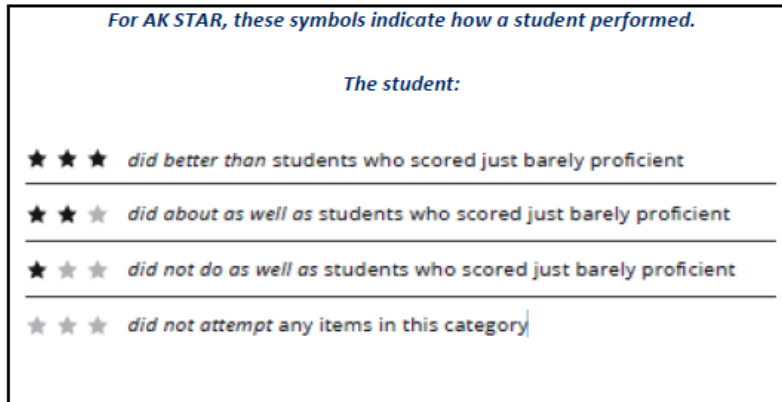 For AK STAR, these symbols indicate how a student performed.
The student:
★ ★ ★ did better than students who scored just barely proficient
★ ★ ★ did about as well as students who scored just barely proficient
★ ★ ★ did not do as well as students who scored just barely proficient
★ ★ ★ did not attempt any items in this category